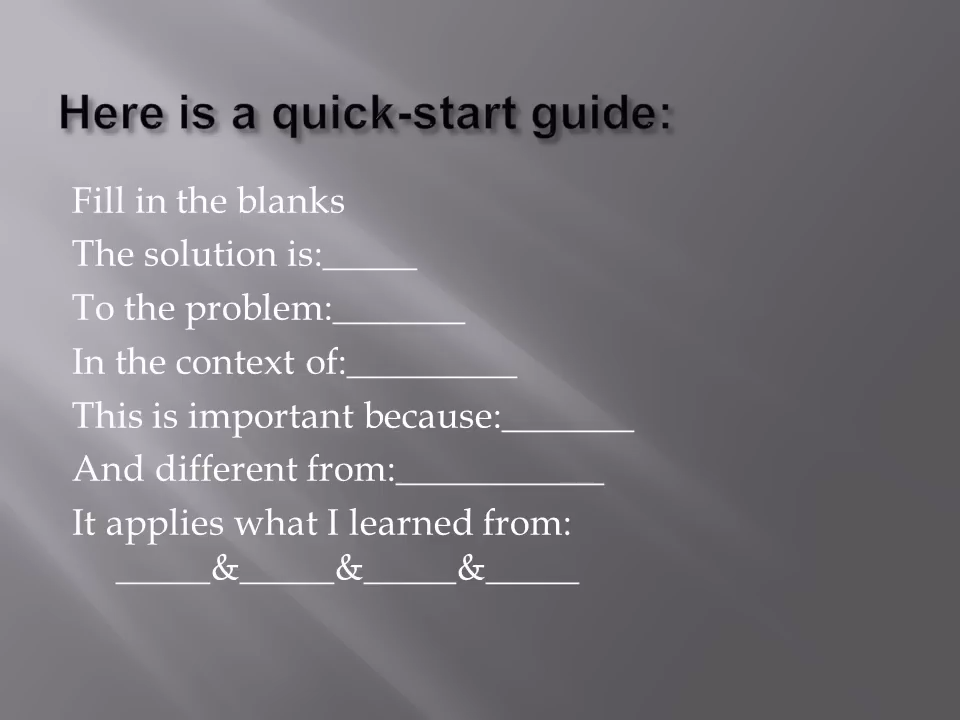 Here is a quick-start guide:
Fill in the blanks
The solution is:_____
To the problem:_______
In the context of:_________
This is important because:_______
And different from:___________
It applies what I learned from:
_____&_____&_____&_____